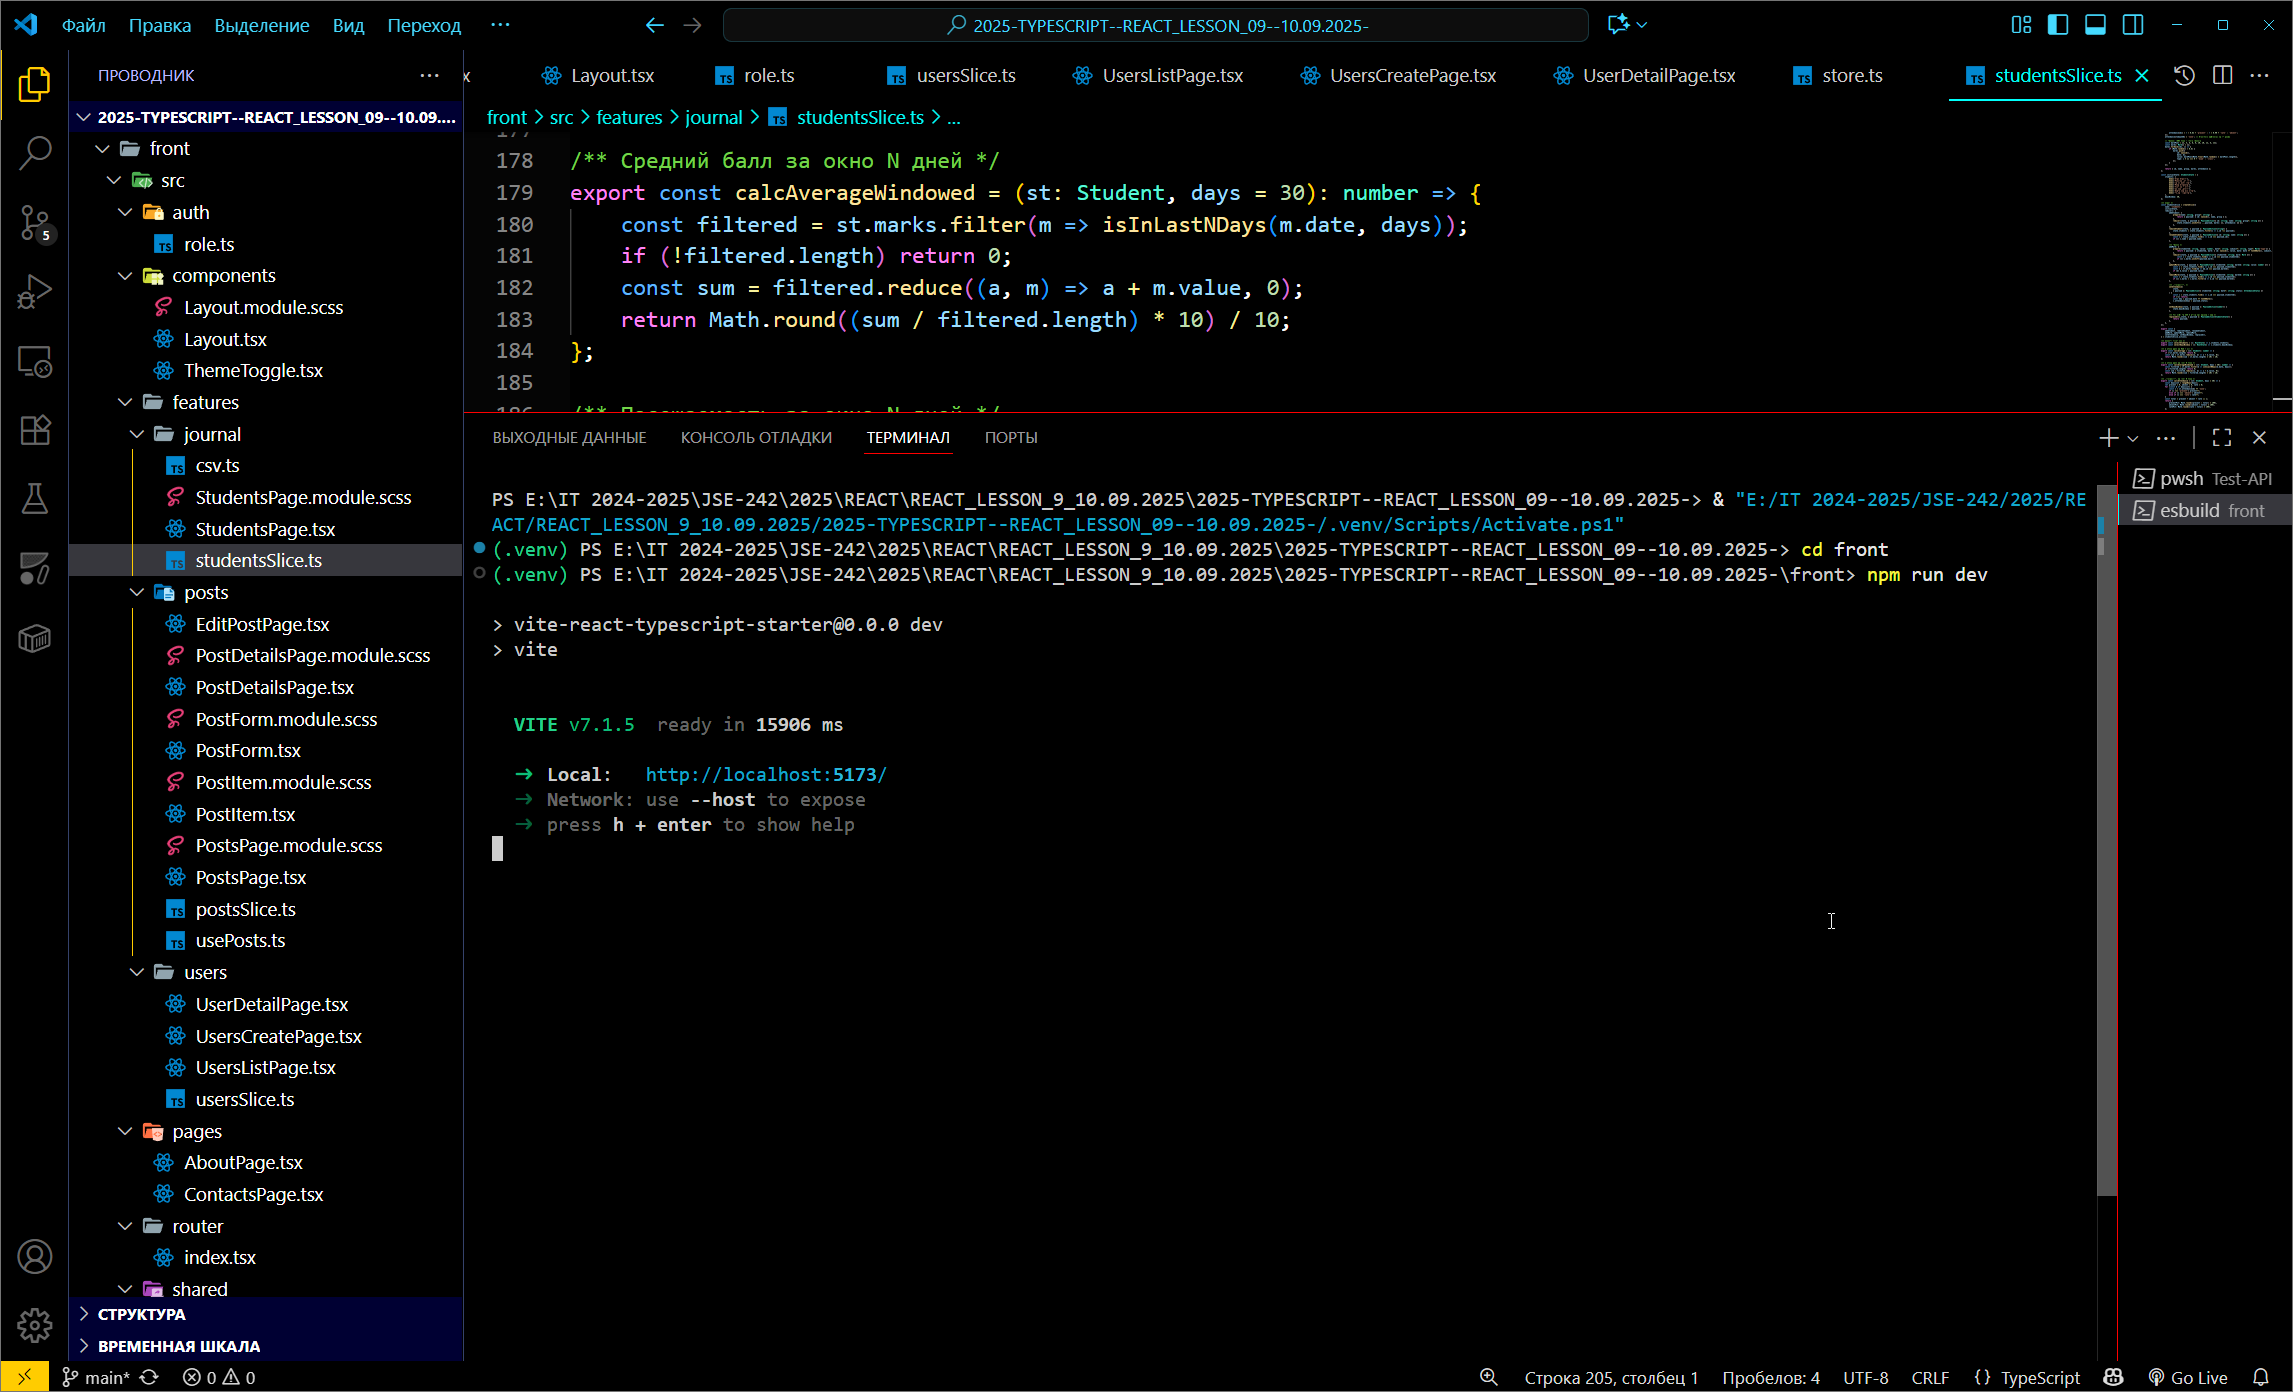 Файл Правка Выделение Вид Переход ···
2025-TYPESCRIPT--REACT_LESSON_09--10.09.2025-
ПРОВОДНИК
2025-TYPESCRIPT--REACT_LESSON_09--10.09....
front
src
auth
role.ts
components
Layout.module.scss
Layout.tsx
ThemeToggle.tsx
features
journal
csv.ts
StudentsPage.module.scss
StudentsPage.tsx
studentsSlice.ts
posts
EditPostPage.tsx
PostDetailsPage.module.scss
PostDetailsPage.tsx
PostForm.module.scss
PostForm.tsx
PostItem.module.scss
PostItem.tsx
PostsPage.module.scss
PostsPage.tsx
postsSlice.ts
usePosts.ts
users
UserDetailPage.tsx
UsersCreatePage.tsx
UsersListPage.tsx
usersSlice.ts
pages
AboutPage.tsx
ContactsPage.tsx
router
index.tsx
shared
СТРУКТУРА
ВРЕМЕННАЯ ШКАЛА
5
x Layout.tsx role.ts usersSlice.ts UsersListPage.tsx UsersCreatePage.tsx UserDetailPage.tsx store.ts studentsSlice.ts
front > src > features > journal > studentsSlice.ts > ...
177
178 /** Средний балл за окно N дней */
179 export const calcAverageWindowed = (st: Student, days = 30): number => {
180 const filtered = st.marks.filter(m => isInLastNDays(m.date, days));
181 if (!filtered.length) return 0;
182 const sum = filtered.reduce((a, m) => a + m.value, 0);
183 return Math.round((sum / filtered.length) * 10) / 10;
184 };
185
186 /** Посещаемость за окно N дней */
ВЫХОДНЫЕ ДАННЫЕ КОНСОЛЬ ОТЛАДКИ ТЕРМИНАЛ ПОРТЫ
PS E:\IT 2024-2025\JSE-242\2025\REACT\REACT_LESSON_9_10.09.2025\2025-TYPESCRIPT--REACT_LESSON_09--10.09.2025-> & "E:/IT 2024-2025/JSE-242/2025/RE
ACT/REACT_LESSON_9_10.09.2025/2025-TYPESCRIPT--REACT_LESSON_09--10.09.2025-/.venv/Scripts/Activate.ps1"
(.venv) PS E:\IT 2024-2025\JSE-242\2025\REACT\REACT_LESSON_9_10.09.2025\2025-TYPESCRIPT--REACT_LESSON_09--10.09.2025-> cd front
(.venv) PS E:\IT 2024-2025\JSE-242\2025\REACT\REACT_LESSON_9_10.09.2025\2025-TYPESCRIPT--REACT_LESSON_09--10.09.2025-\front> npm run dev
> vite-react-typescript-starter@0.0.0 dev
> vite
VITE v7.1.5 ready in 15906 ms
➜ Local: http://localhost:5173/
➜ Network: use --host to expose
➜ press h + enter to show help
pwsh Test-API
esbuild front
main* 0 0
Строка 205, столбец 1 Пробелов: 4 UTF-8 CRLF {} TypeScript Go Live